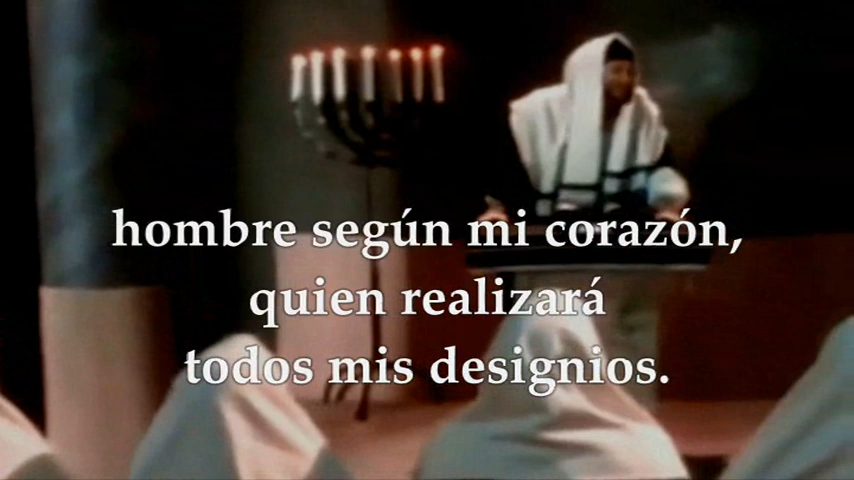 hombre según mi corazón,
quien realizará
todos mis designios.